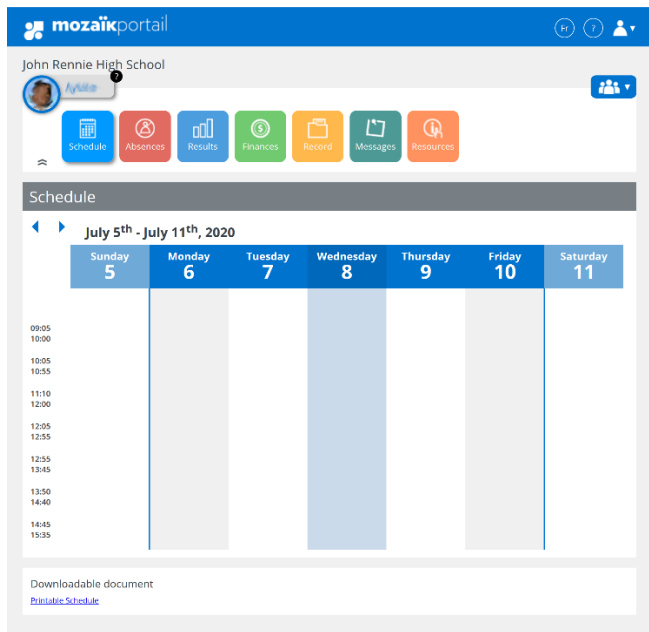 mozaïkportail
Fr ?
John Rennie High School
?
Schedule Absences Results Finances Record Messages Resources
Schedule
July 5th - July 11th, 2020
Sunday Monday Tuesday Wednesday Thursday Friday Saturday
5 6 7 8 9 10 11
09:05
10:00
10:05
10:55
11:10
12:00
12:05
12:55
12:55
13:45
13:50
14:40
14:45
15:35
Downloadable document
Printable Schedule